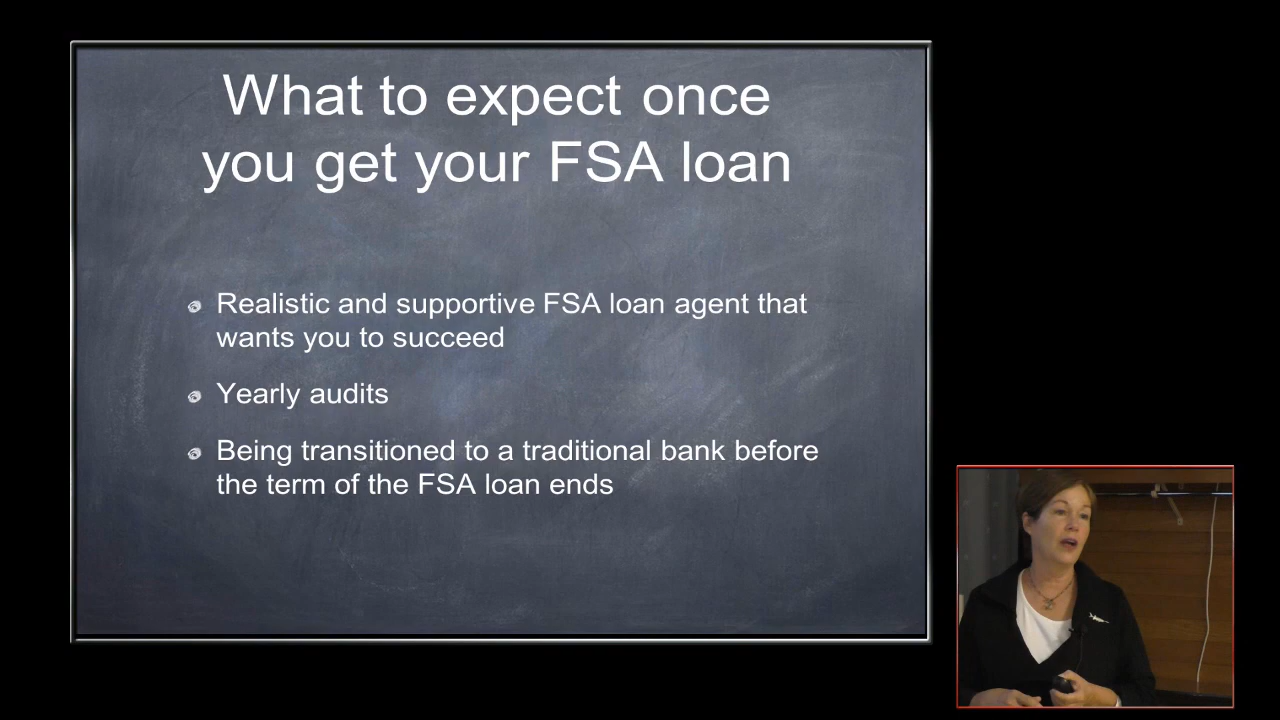 What to expect once
you get your FSA loan
Realistic and supportive FSA loan agent that
wants you to succeed
Yearly audits
Being transitioned to a traditional bank before
the term of the FSA loan ends